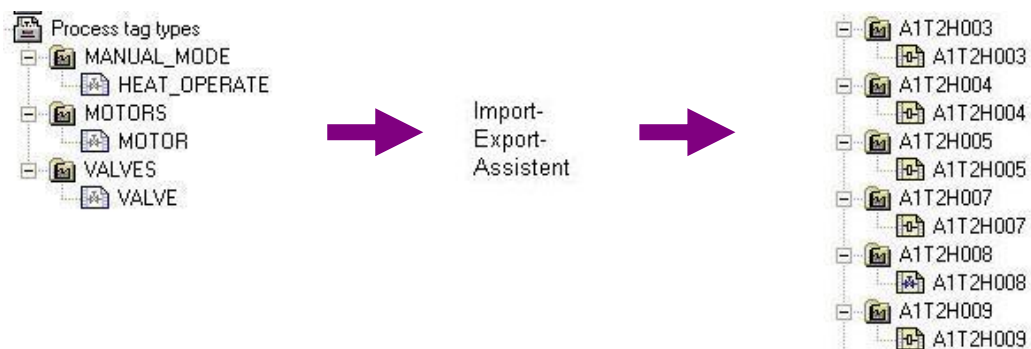 Process tag types
MANUAL_MODE
HEAT_OPERATE
MOTORS
MOTOR
VALVES
VALVE
Import-
Export-
Assistent
A1T2H003
A1T2H003
A1T2H004
A1T2H004
A1T2H005
A1T2H005
A1T2H007
A1T2H007
A1T2H008
A1T2H008
A1T2H009
A1T2H009